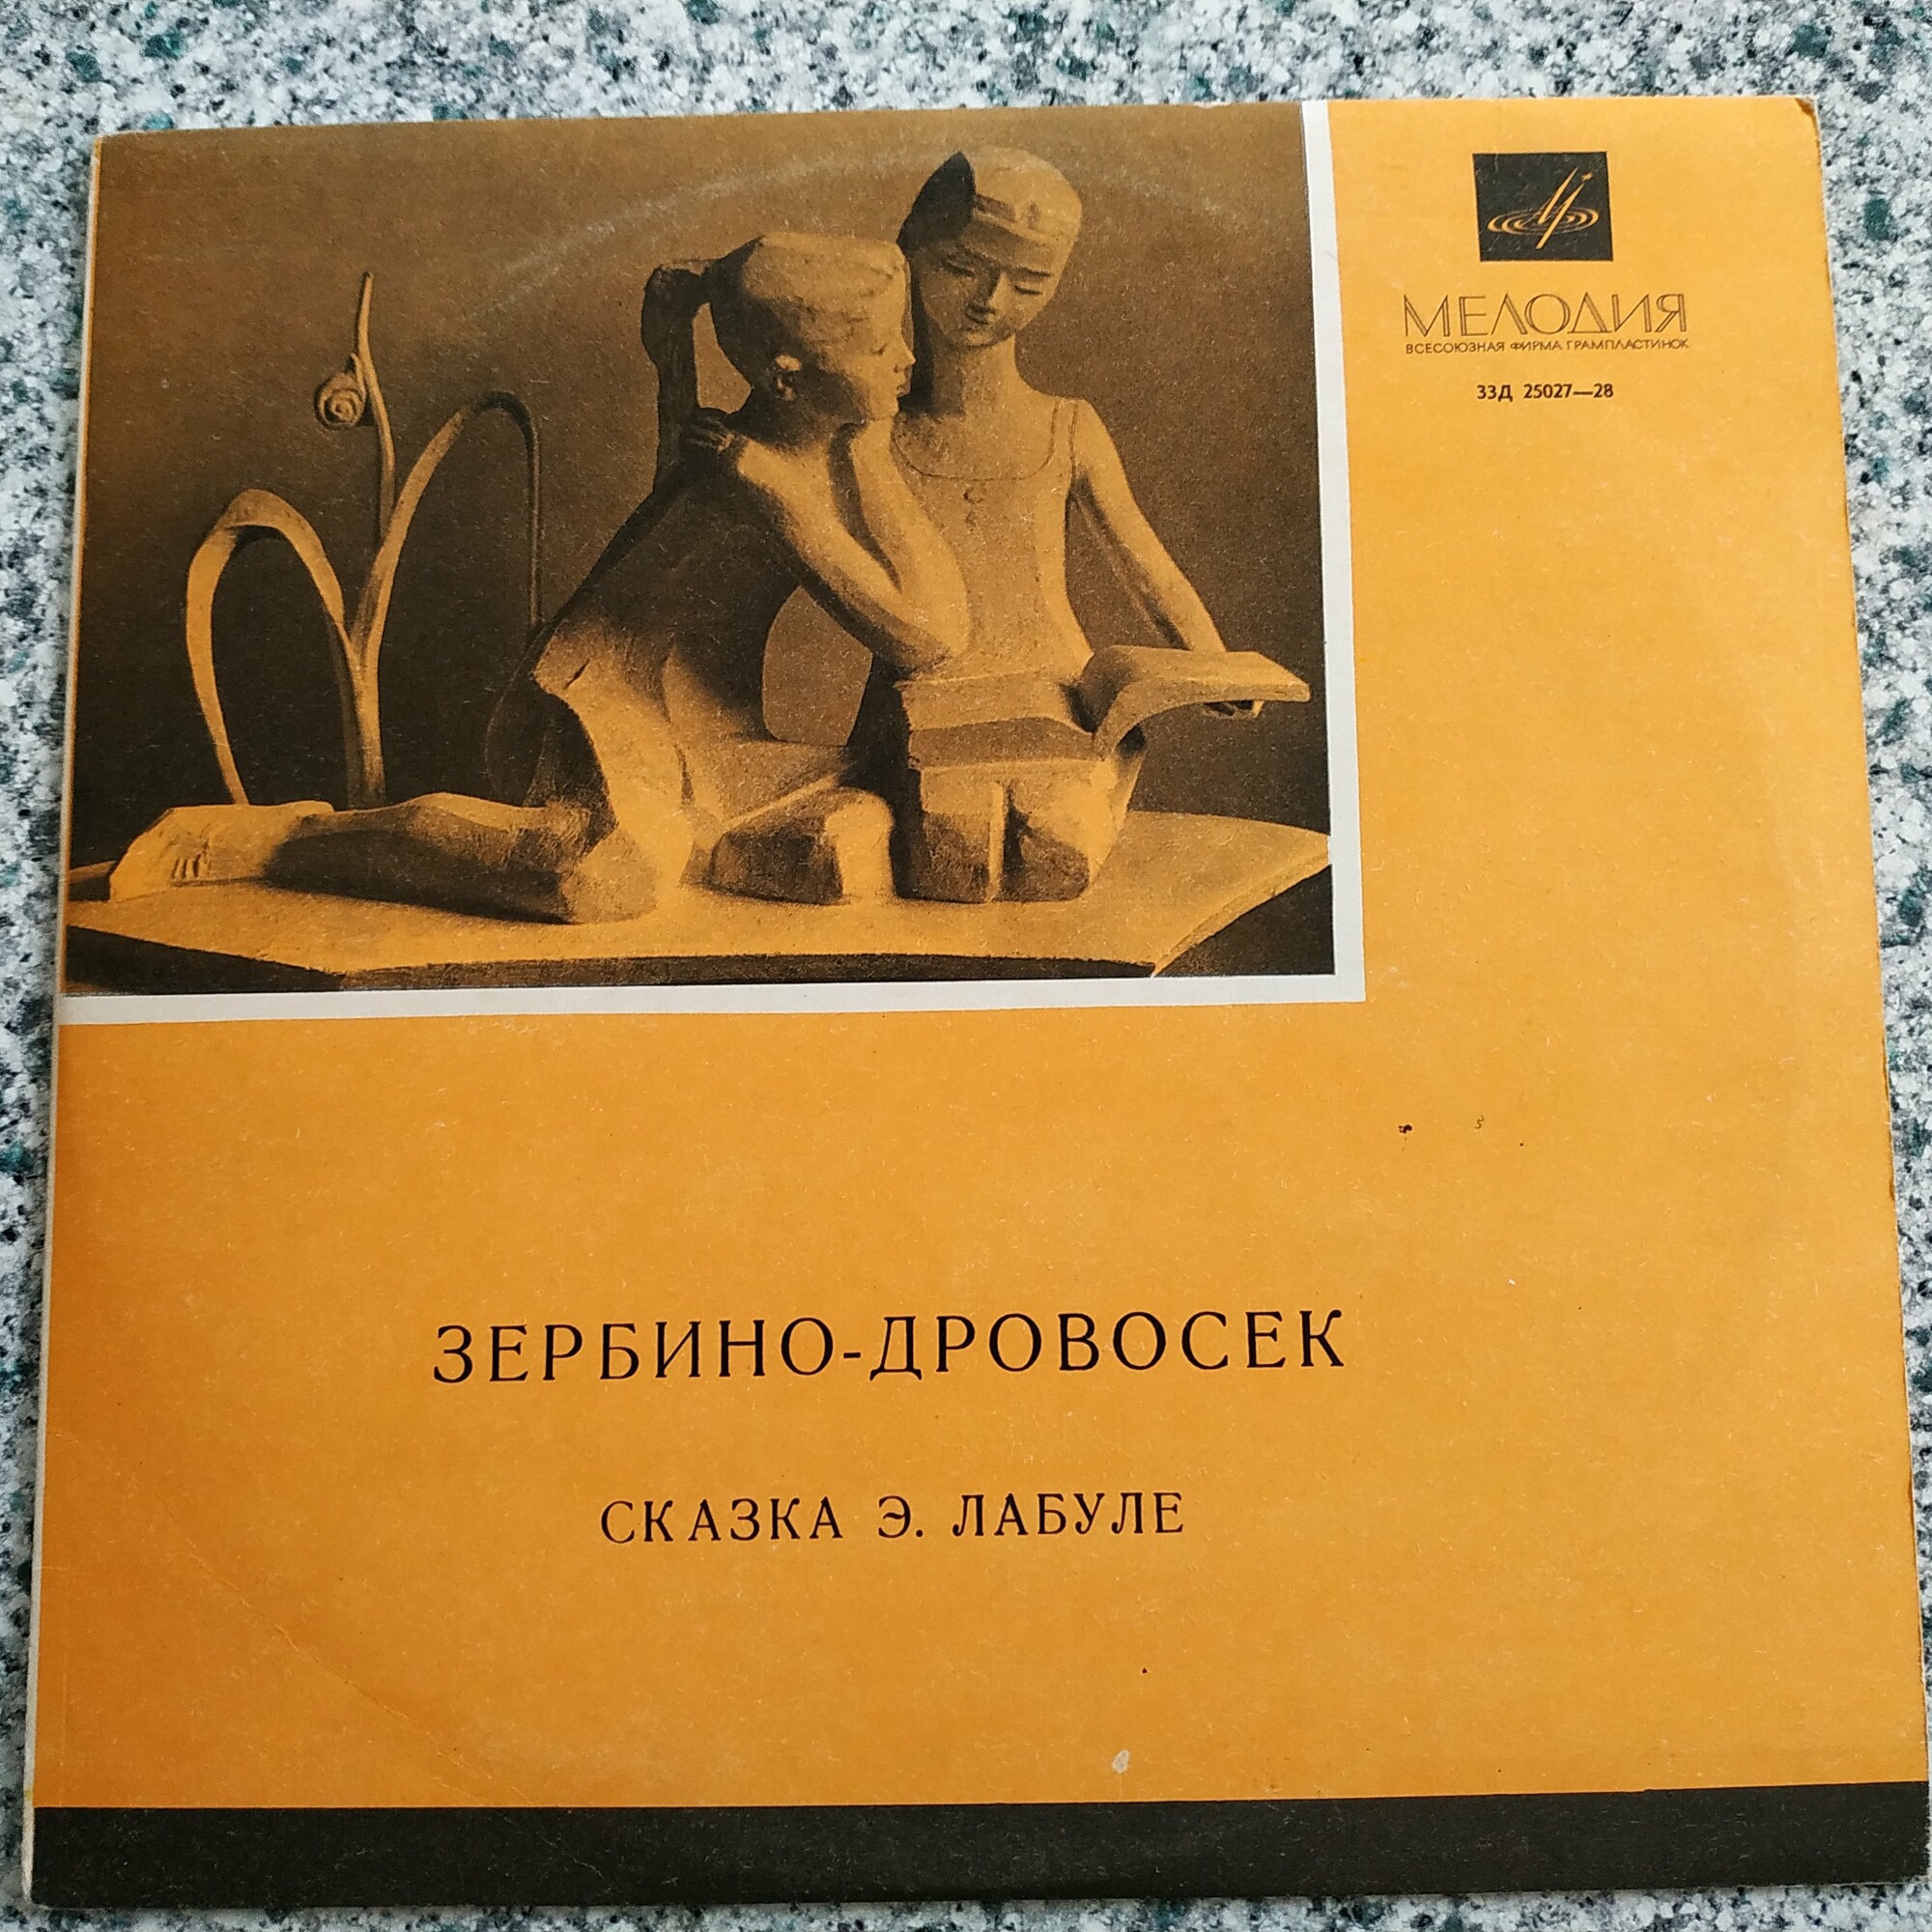 МЕЛОДИЯ
ВСЕСОЮЗНАЯ ФИРМА ГРАМПЛАСТИНОК
33Д 25027—28
ЗЕРБИНО-ДРОВОСЕК
СКАЗКА Э. ЛАБУЛЕ